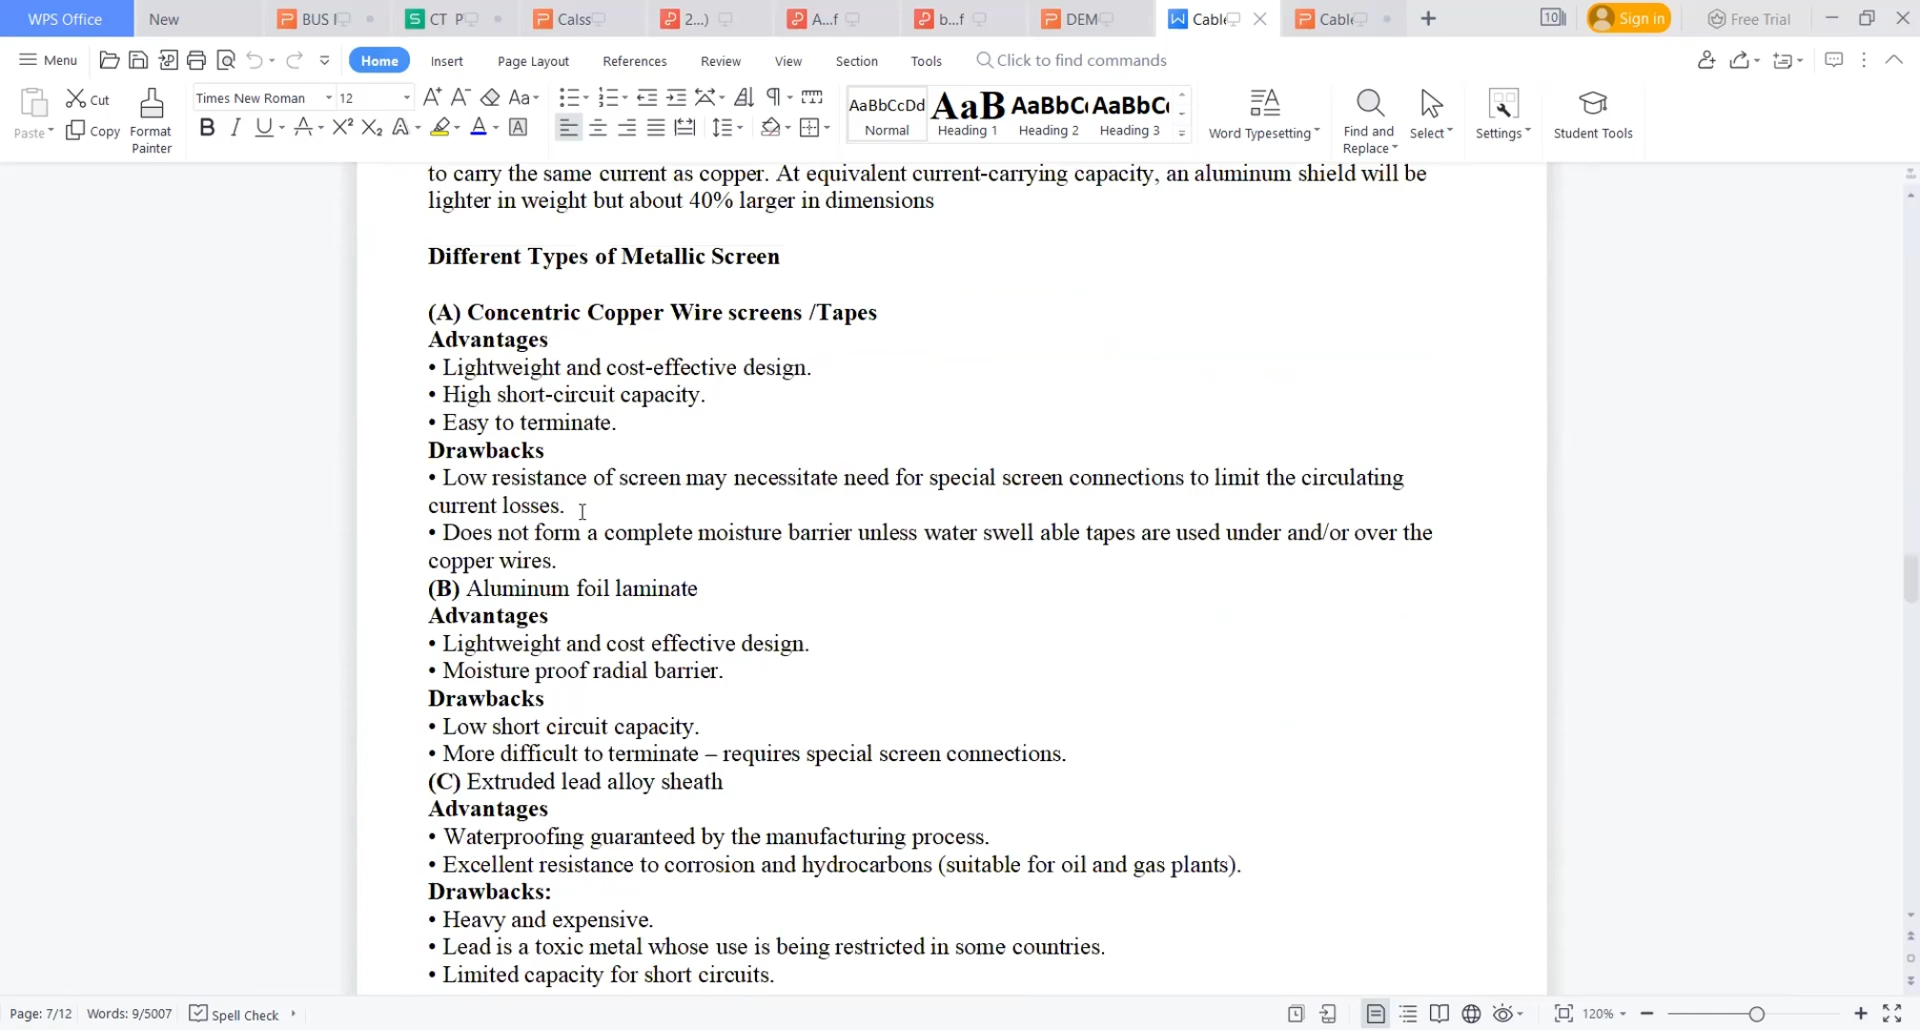 WPS Office New BUS CT P Calss 2...) A...f b...f DEM Cable Cable 10 Sign in Free Trial
Menu Home Insert Page Layout References Review View Section Tools Click to find commands
Paste Cut Copy Format Painter Times New Roman 12 AaBbCcDd Normal AaB Heading 1 AaBbC Heading 2 AaBbC Heading 3 Word Typesetting Find and Replace Select Settings Student Tools
to carry the same current as copper. At equivalent current-carrying capacity, an aluminum shield will be
lighter in weight but about 40% larger in dimensions
Different Types of Metallic Screen
(A) Concentric Copper Wire screens /Tapes
Advantages
• Lightweight and cost-effective design.
• High short-circuit capacity.
• Easy to terminate.
Drawbacks
• Low resistance of screen may necessitate need for special screen connections to limit the circulating
current losses.
• Does not form a complete moisture barrier unless water swell able tapes are used under and/or over the
copper wires.
(B) Aluminum foil laminate
Advantages
• Lightweight and cost effective design.
• Moisture proof radial barrier.
Drawbacks
• Low short circuit capacity.
• More difficult to terminate – requires special screen connections.
(C) Extruded lead alloy sheath
Advantages
• Waterproofing guaranteed by the manufacturing process.
• Excellent resistance to corrosion and hydrocarbons (suitable for oil and gas plants).
Drawbacks:
• Heavy and expensive.
• Lead is a toxic metal whose use is being restricted in some countries.
• Limited capacity for short circuits.
Page: 7/12 Words: 9/5007 Spell Check 120%